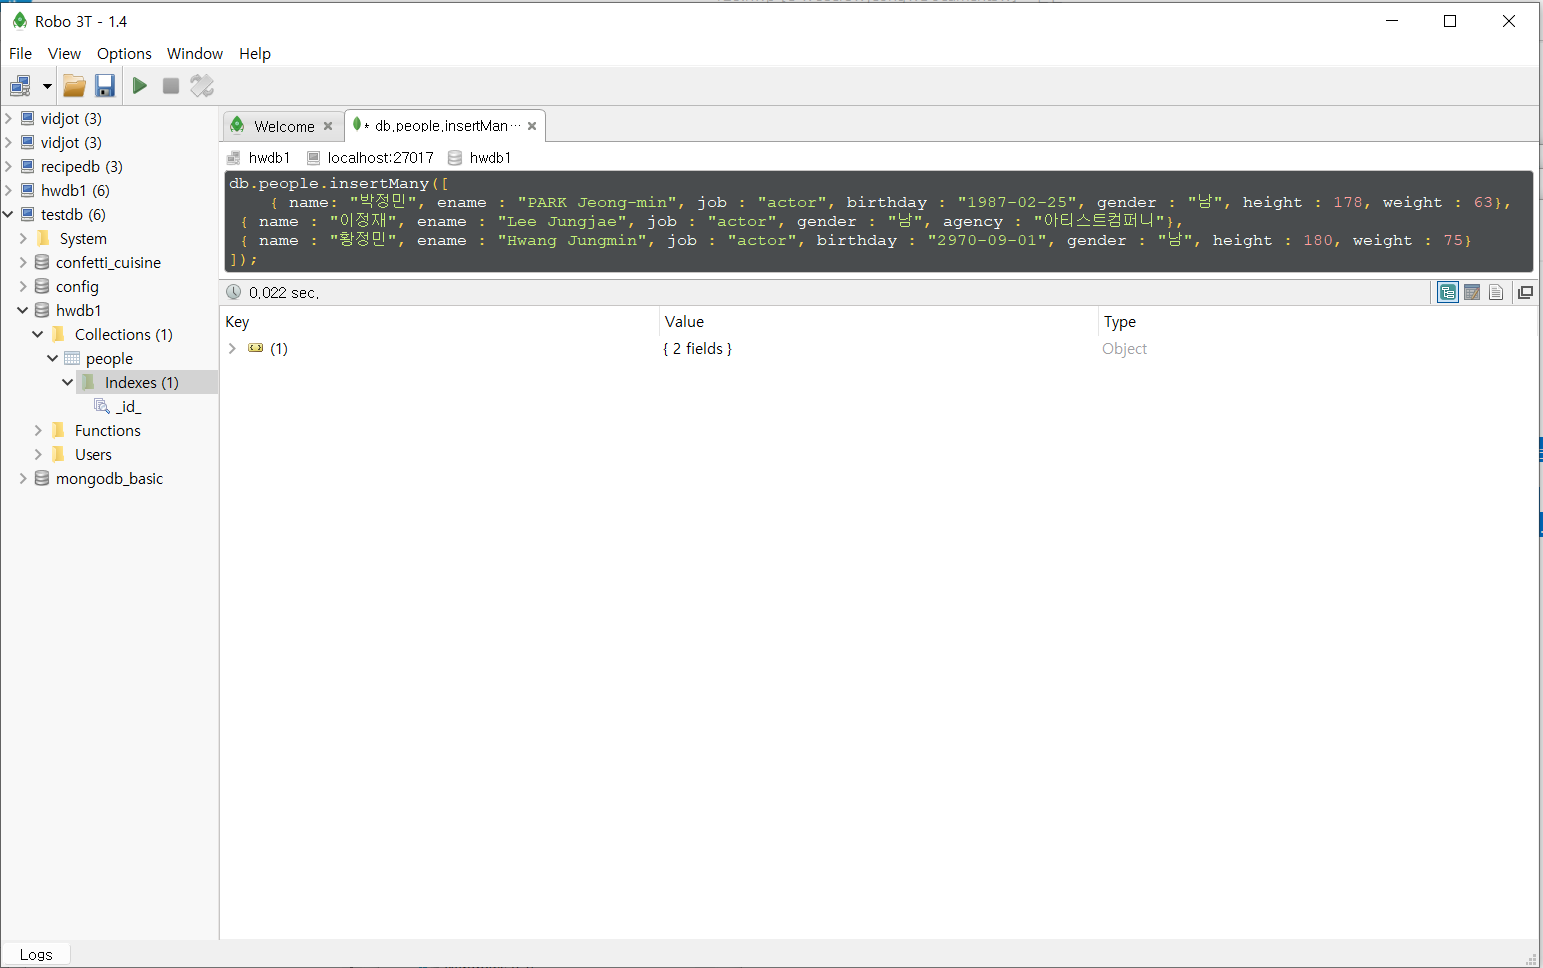 Robo 3T - 1.4
File View Options Window Help
vidjot (3)
vidjot (3)
recipedb (3)
hwdb1 (6)
testdb (6)
System
confetti_cuisine
config
hwdb1
Collections (1)
people
Indexes (1)
_id_
Functions
Users
mongodb_basic
Welcome
* db.people.insertMan...
hwdb1 localhost:27017 hwdb1
db.people.insertMany([
{ name: "박정민", ename : "PARK Jeong-min", job : "actor", birthday : "1987-02-25", gender : "남", height : 178, weight : 63},
{ name : "이정재", ename : "Lee Jungjae", job : "actor", gender : "남", agency : "아티스트컴퍼니"},
{ name : "황정민", ename : "Hwang Jungmin", job : "actor", birthday : "2970-09-01", gender : "남", height : 180, weight : 75}
]);
0.022 sec.
Key Value Type
(1) { 2 fields } Object
Logs